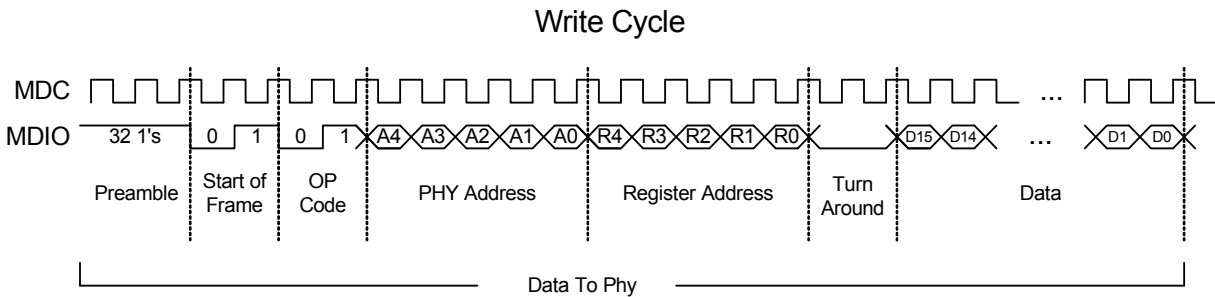 Write Cycle
MDC ...
MDIO 32 1's 0 1 0 1 A4 A3 A2 A1 A0 R4 R3 R2 R1 R0 D15 D14 ... D1 D0
Preamble Start of Frame OP Code PHY Address Register Address Turn Around Data
Data To Phy